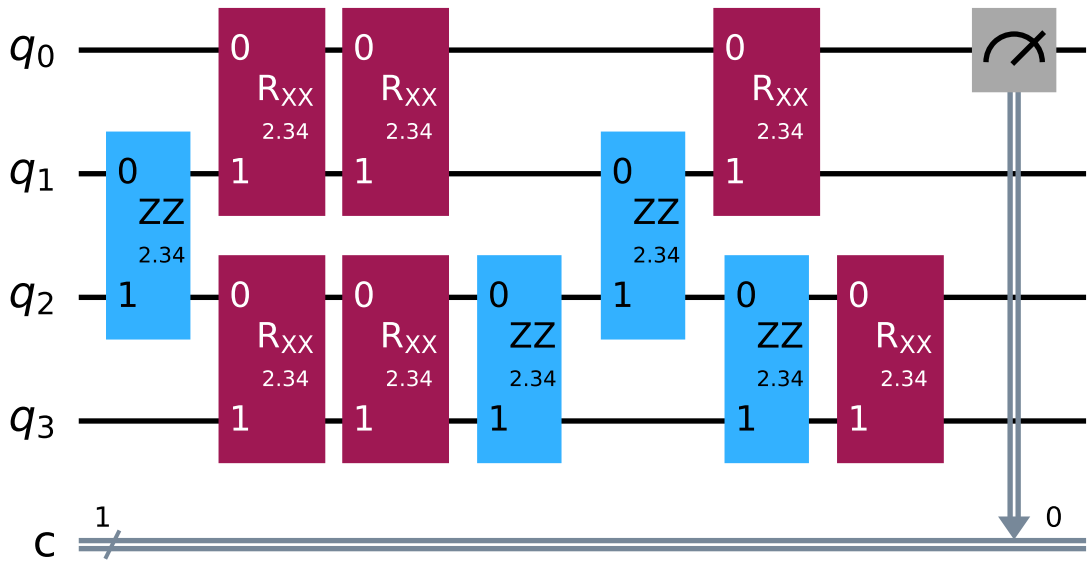 q0 0 0 0
RXX RXX RXX
2.34 2.34 2.34
q1 0 1 1 0 1
ZZ ZZ
2.34 2.34
q2 1 0 0 0 1 0 0
RXX RXX ZZ ZZ RXX
2.34 2.34 2.34 2.34 2.34
q3 1 1 1 1 1
1 0
c